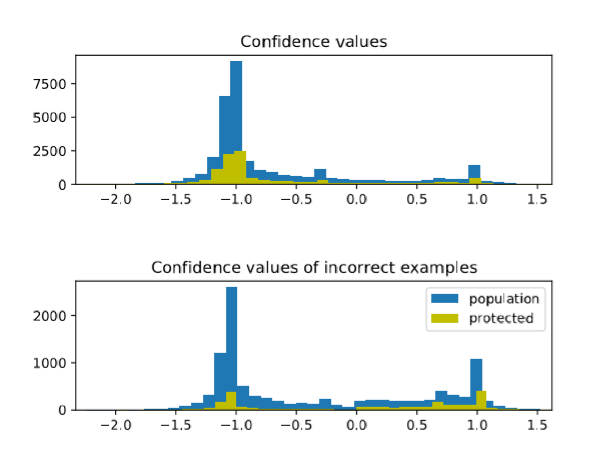 Confidence values
7500
5000
2500
0
−2.0 −1.5 −1.0 −0.5 0.0 0.5 1.0 1.5
Confidence values of incorrect examples
population
protected
2000
1000
0
−2.0 −1.5 −1.0 −0.5 0.0 0.5 1.0 1.5